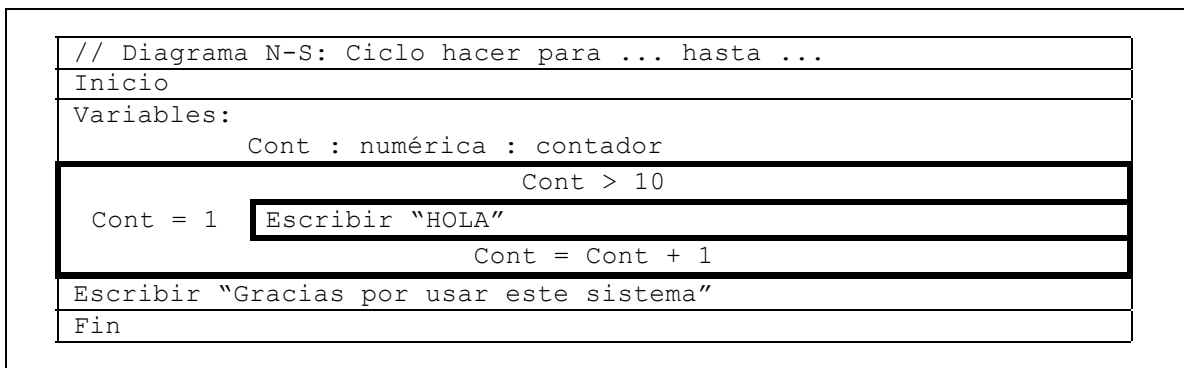 // Diagrama N-S: Ciclo hacer para ... hasta ...
Inicio
Variables:
Cont : numérica : contador
Cont > 10
Cont = 1 Escribir “HOLA”
Cont = Cont + 1
Escribir “Gracias por usar este sistema”
Fin